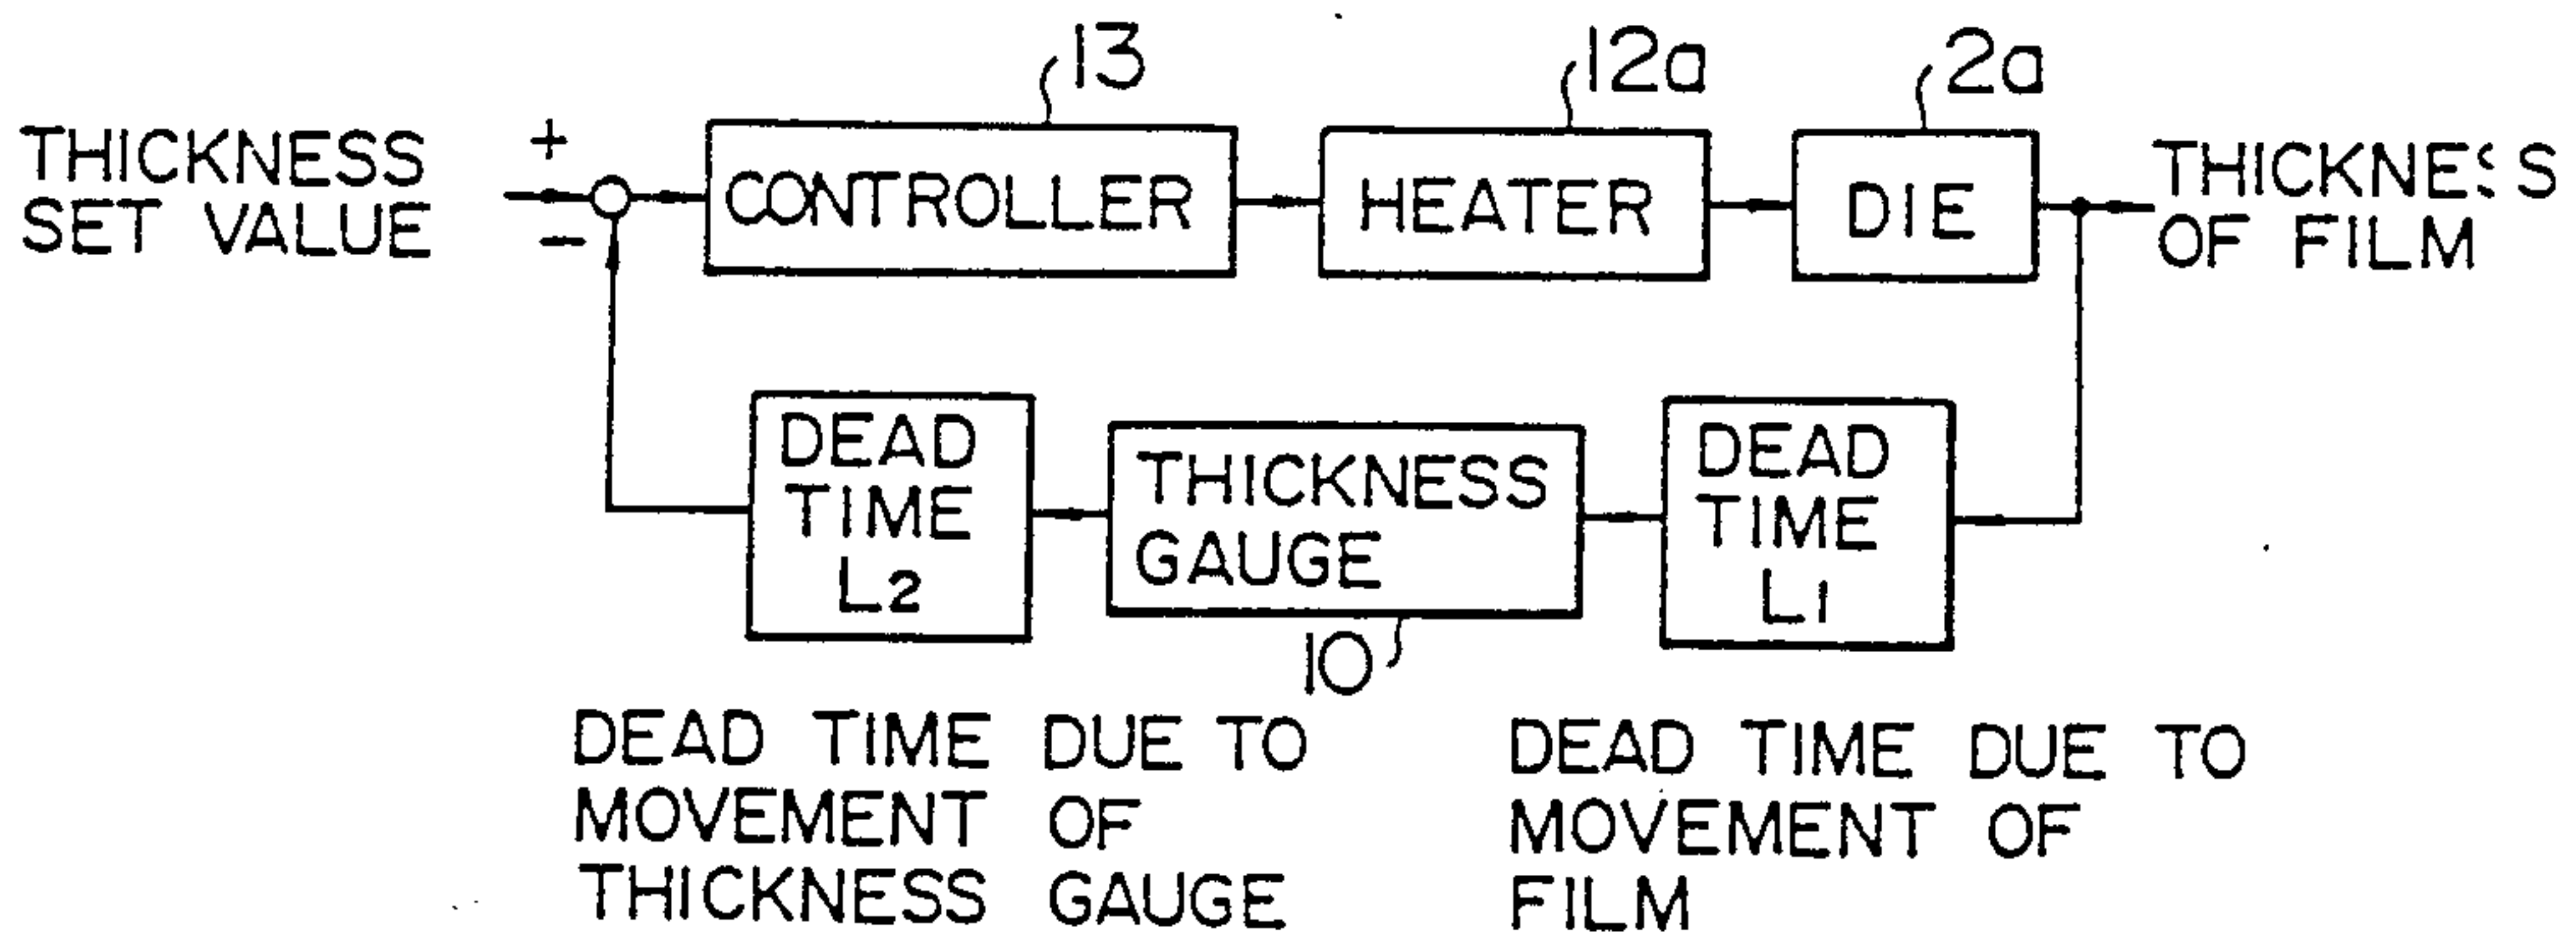 13
12a
2a
THICKNESS
SET VALUE
+
−
CONTROLLER
HEATER
DIE
THICKNESS
OF FILM
DEAD
TIME
L2
THICKNESS
GAUGE
DEAD
TIME
L1
10
DEAD TIME DUE TO
MOVEMENT OF
THICKNESS GAUGE
DEAD TIME DUE TO
MOVEMENT OF
FILM